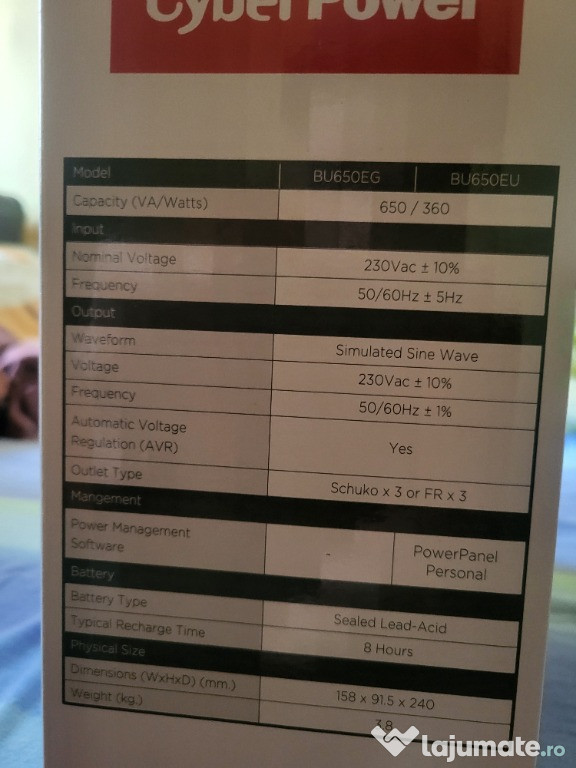 CyberPower
Model BU650EG BU650EU
Capacity (VA/Watts) 650 / 360
Input
Nominal Voltage 230Vac ± 10%
Frequency 50/60Hz ± 5Hz
Output
Waveform Simulated Sine Wave
Voltage 230Vac ± 10%
Frequency 50/60Hz ± 1%
Automatic Voltage
Regulation (AVR) Yes
Outlet Type Schuko x 3 or FR x 3
Mangement
Power Management
Software - PowerPanel
Personal
Battery
Battery Type Sealed Lead-Acid
Typical Recharge Time 8 Hours
Physical Size
Dimensions (WxHxD) (mm.) 158 x 91.5 x 240
Weight (kg.) 3.8
lajumate.ro